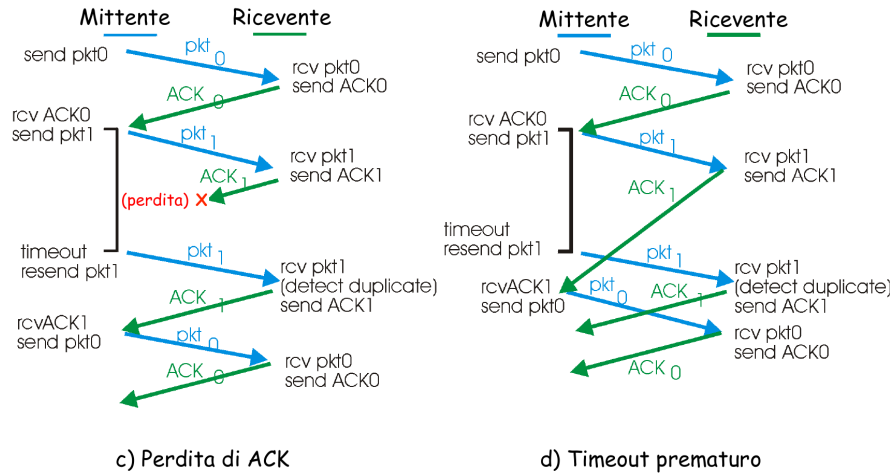 Mittente
Ricevente
send pkt0
pkt 0
rcv pkt0
send ACK0
ACK 0
rcv ACK0
send pkt1
pkt 1
rcv pkt1
send ACK1
ACK 1
(perdita) X
timeout
resend pkt1
pkt 1
rcv pkt1
(detect duplicate)
send ACK1
ACK 1
rcvACK1
send pkt0
pkt 0
rcv pkt0
send ACK0
ACK 0
c) Perdita di ACK
Mittente
Ricevente
send pkt0
pkt 0
rcv pkt0
send ACK0
ACK 0
rcv ACK0
send pkt1
pkt 1
rcv pkt1
send ACK1
ACK 1
timeout
resend pkt1
pkt 1
rcv pkt1
(detect duplicate)
send ACK1
rcvACK1
send pkt0
pkt 0
ACK 1
rcv pkt0
send ACK0
ACK 0
d) Timeout prematuro